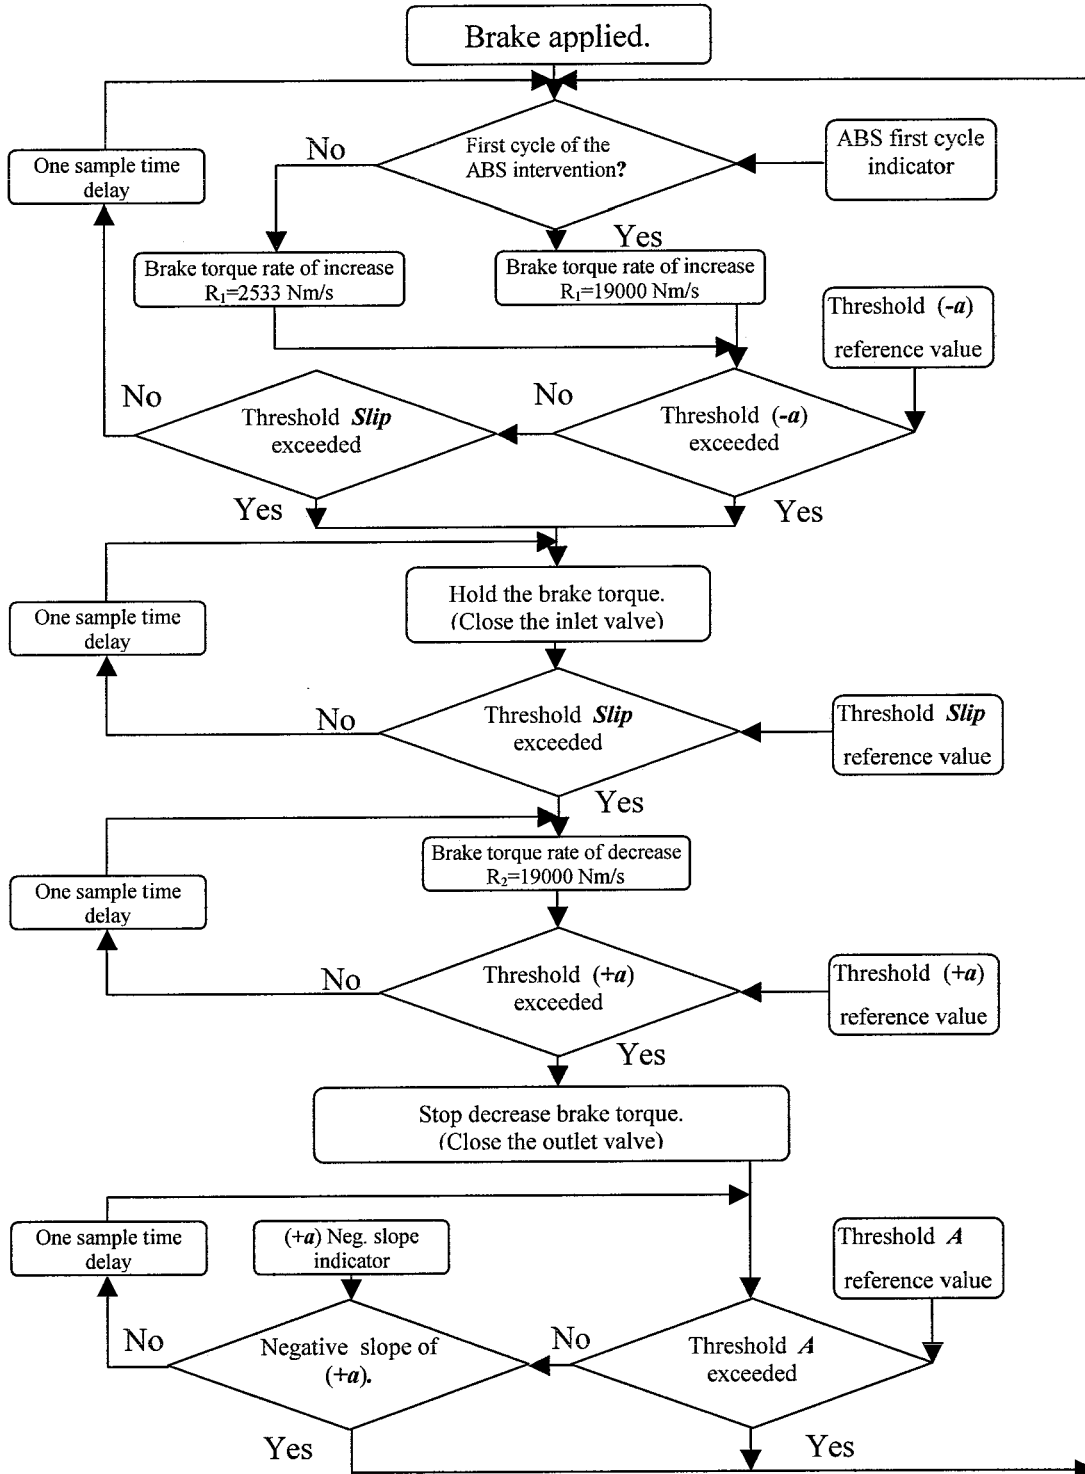 Brake applied.
First cycle of the
ABS intervention?
No
ABS first cycle
indicator
One sample time
delay
Yes
Brake torque rate of increase
R₁=2533 Nm/s
Brake torque rate of increase
R₁=19000 Nm/s
Threshold (-a)
reference value
No
Threshold Slip
exceeded
No
Threshold (-a)
exceeded
Yes
Yes
One sample time
delay
Hold the brake torque.
(Close the inlet valve)
No
Threshold Slip
exceeded
Threshold Slip
reference value
Yes
One sample time
delay
Brake torque rate of decrease
R₂=19000 Nm/s
No
Threshold (+a)
exceeded
Threshold (+a)
reference value
Yes
Stop decrease brake torque.
(Close the outlet valve)
One sample time
delay
(+a) Neg. slope
indicator
Threshold A
reference value
No
Negative slope of
(+a).
No
Threshold A
exceeded
Yes
Yes